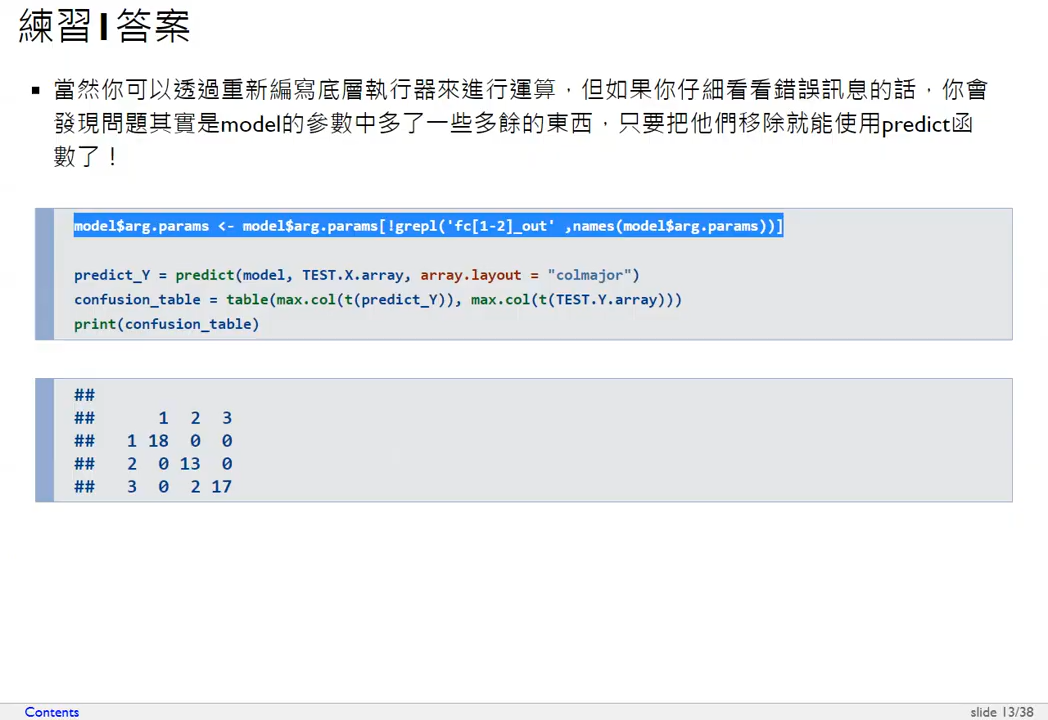 練習1答案
▪ 當然你可以透過重新編寫底層執行器來進行運算，但如果你仔細看看錯誤訊息的話，你會
發現問題其實是model的參數中多了一些多餘的東西，只要把他們移除就能使用predict函
數了！
model$arg.params <- model$arg.params[!grepl('fc[1-2]_out' ,names(model$arg.params))]
predict_Y = predict(model, TEST.X.array, array.layout = "colmajor")
confusion_table = table(max.col(t(predict_Y)), max.col(t(TEST.Y.array)))
print(confusion_table)
##
##      1  2  3
##   1 18  0  0
##   2  0 13  0
##   3  0  2 17
Contents
slide 13/38